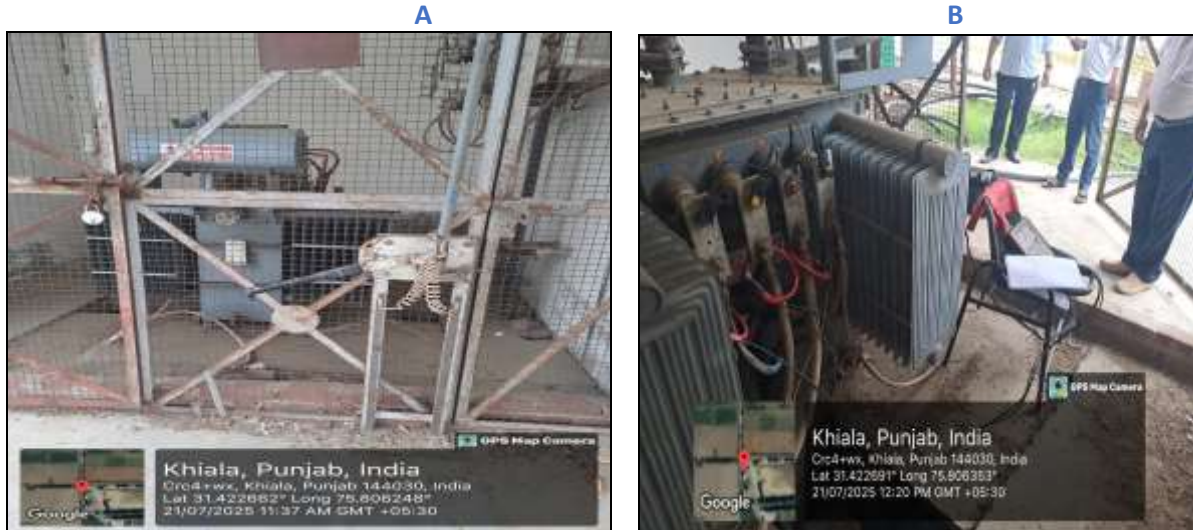 A
B
GPS Map Camera
Khiala, Punjab, India
Crc4+wx, Khiala, Punjab 144030, India
Lat 31.422662° Long 75.806248°
21/07/2025 11:37 AM GMT +05:30
Google
GPS Map Camera
Khiala, Punjab, India
Crc4+wx, Khiala, Punjab 144030, India
Lat 31.422691° Long 75.806353°
21/07/2025 12:20 PM GMT +05:30
Google